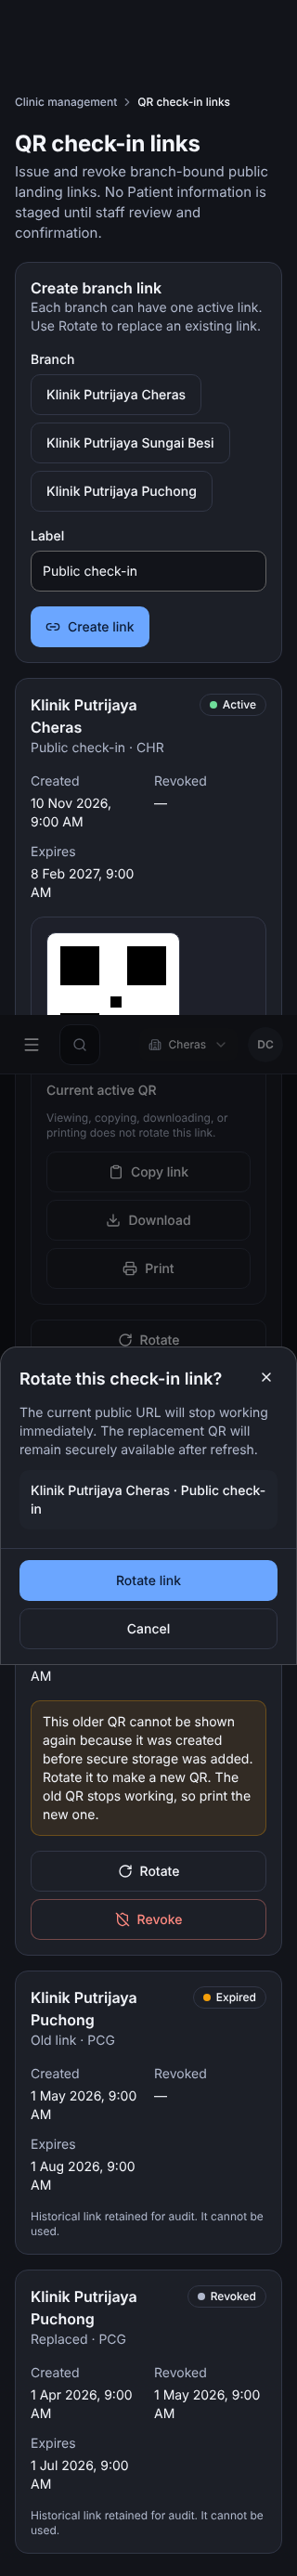 Clinic management > QR check-in links
QR check-in links
Issue and revoke branch-bound public
landing links. No Patient information is
staged until staff review and
confirmation.
Create branch link
Each branch can have one active link.
Use Rotate to replace an existing link.
Branch
Klinik Putrijaya Cheras
Klinik Putrijaya Sungai Besi
Klinik Putrijaya Puchong
Label
Public check-in
Create link
Klinik Putrijaya
Cheras
Active
Public check-in · CHR
Created
Revoked
10 Nov 2026,
9:00 AM
—
Expires
8 Feb 2027, 9:00
AM
Cheras
DC
Current active QR
Viewing, copying, downloading, or
printing does not rotate this link.
Copy link
Download
Print
Rotate
Rotate this check-in link?
The current public URL will stop working
immediately. The replacement QR will
remain securely available after refresh.
Klinik Putrijaya Cheras · Public check-
in
Rotate link
Cancel
AM
This older QR cannot be shown
again because it was created
before secure storage was added.
Rotate it to make a new QR. The
old QR stops working, so print the
new one.
Rotate
Revoke
Klinik Putrijaya
Puchong
Expired
Old link · PCG
Created
Revoked
1 May 2026, 9:00
AM
—
Expires
1 Aug 2026, 9:00
AM
Historical link retained for audit. It cannot be
used.
Klinik Putrijaya
Puchong
Revoked
Replaced · PCG
Created
Revoked
1 Apr 2026, 9:00
AM
1 May 2026, 9:00
AM
Expires
1 Jul 2026, 9:00
AM
Historical link retained for audit. It cannot be
used.